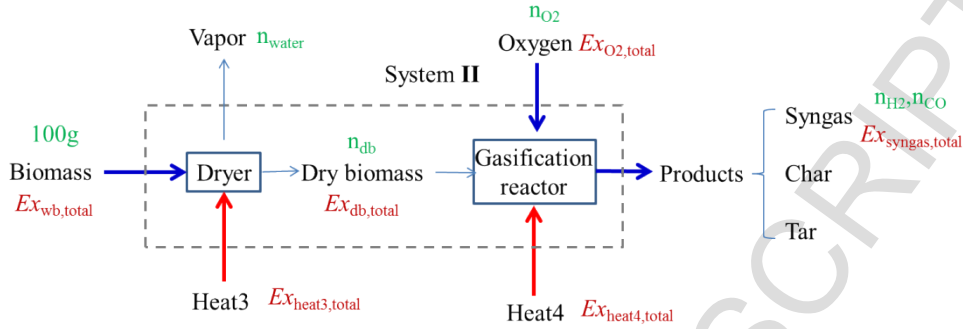 n_O2
Vapor n_water
Oxygen Ex_O2,total
System II
Syngas n_H2,n_CO
Ex_syngas,total
100g
n_db
Biomass
Dryer
Dry biomass
Gasification
reactor
Products
Char
Ex_wb,total
Ex_db,total
Tar
Heat3 Ex_heat3,total
Heat4 Ex_heat4,total
SCRIPT